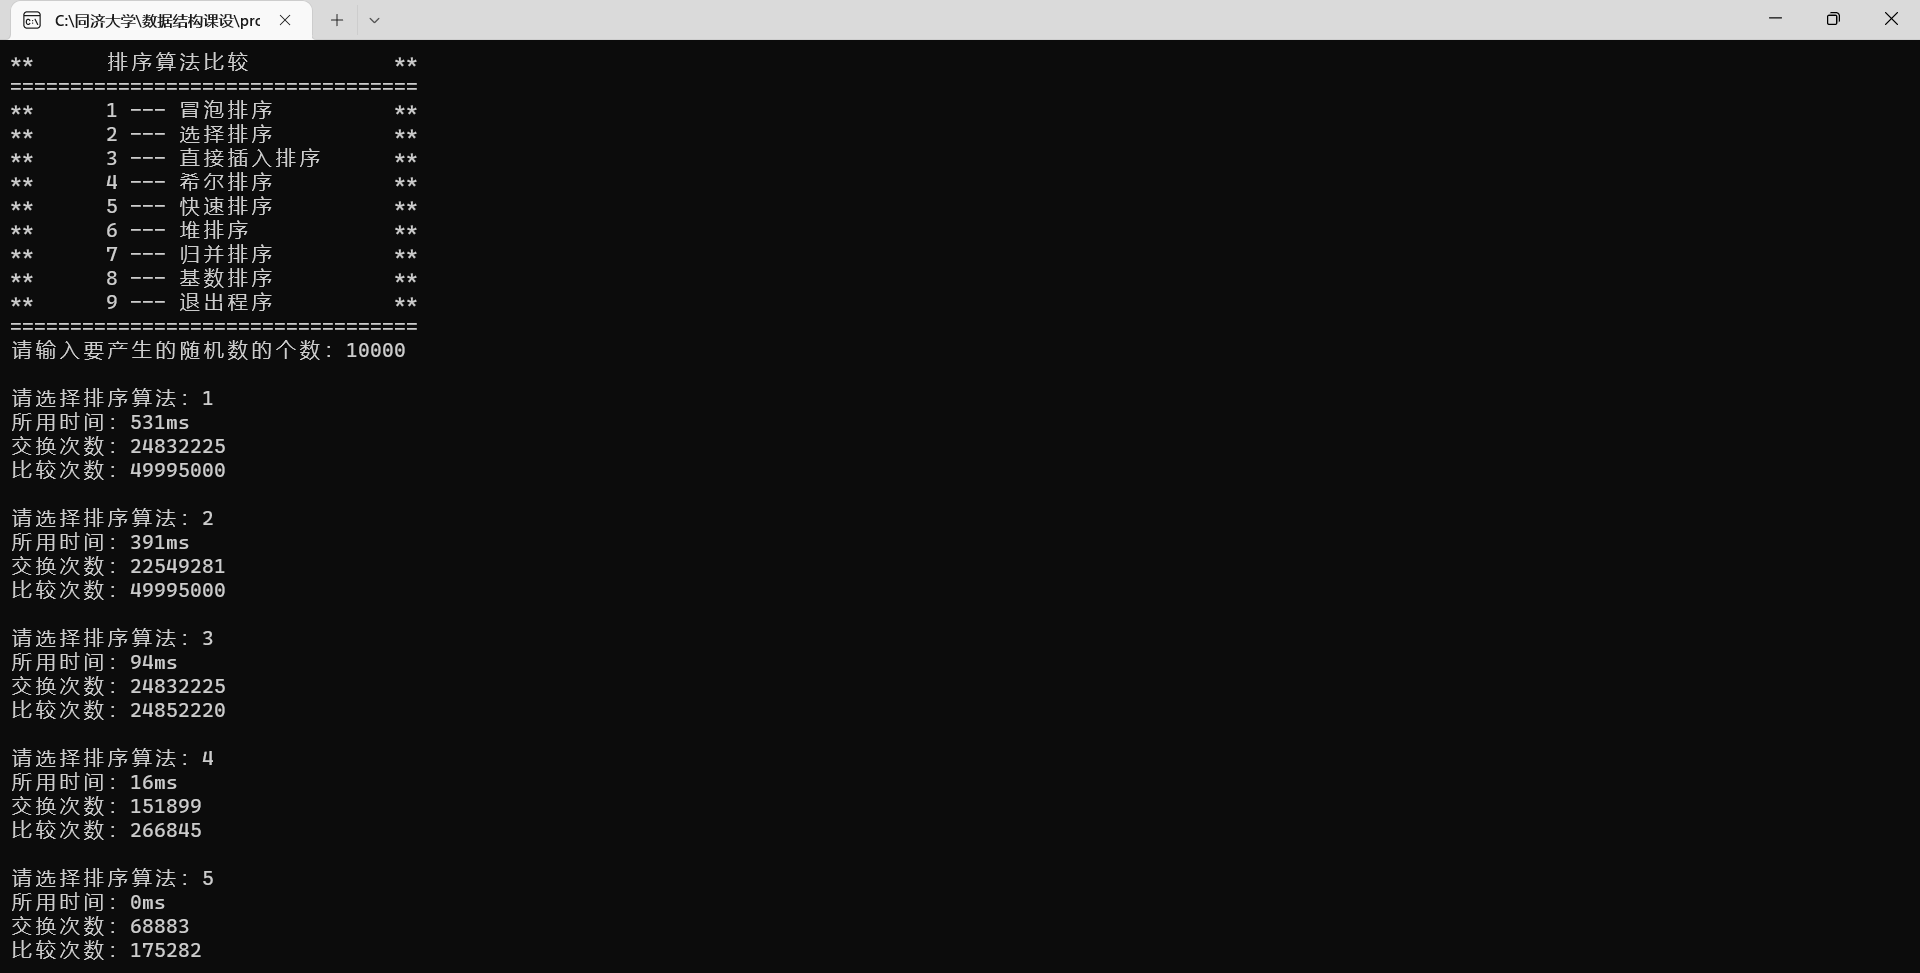 C:\同济大学\数据结构课设\prc
** 排序算法比较 **
==================================
** 1 --- 冒泡排序 **
** 2 --- 选择排序 **
** 3 --- 直接插入排序 **
** 4 --- 希尔排序 **
** 5 --- 快速排序 **
** 6 --- 堆排序 **
** 7 --- 归并排序 **
** 8 --- 基数排序 **
** 9 --- 退出程序 **
==================================
请输入要产生的随机数的个数：10000
请选择排序算法：1
所用时间：531ms
交换次数：24832225
比较次数：49995000
请选择排序算法：2
所用时间：391ms
交换次数：22549281
比较次数：49995000
请选择排序算法：3
所用时间：94ms
交换次数：24832225
比较次数：24852220
请选择排序算法：4
所用时间：16ms
交换次数：151899
比较次数：266845
请选择排序算法：5
所用时间：0ms
交换次数：68883
比较次数：175282